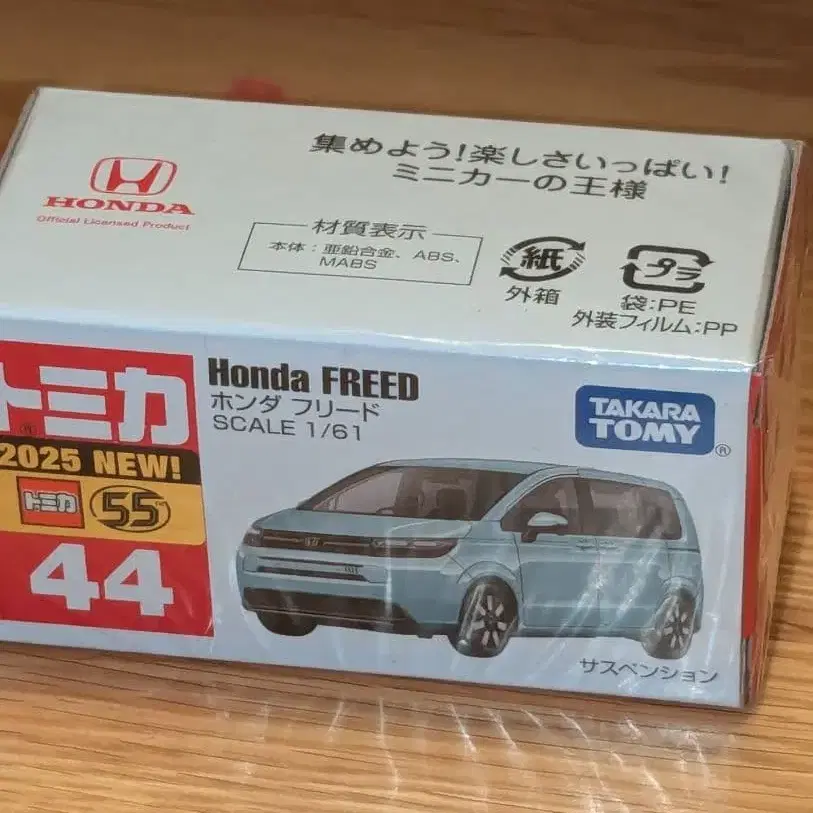 集めよう!楽しさいっぱい!
ミニカーの王様
HONDA
Official Licensed Product
材質表示
本体:亜鉛合金、ABS、
MABS
紙
外箱
プラ
袋:PE
外装フィルム:PP
トミカ
®
2025 NEW!
トミカ
55
44
Honda FREED
ホンダ フリード
SCALE 1/61
TAKARA
TOMY
®
サスペンション